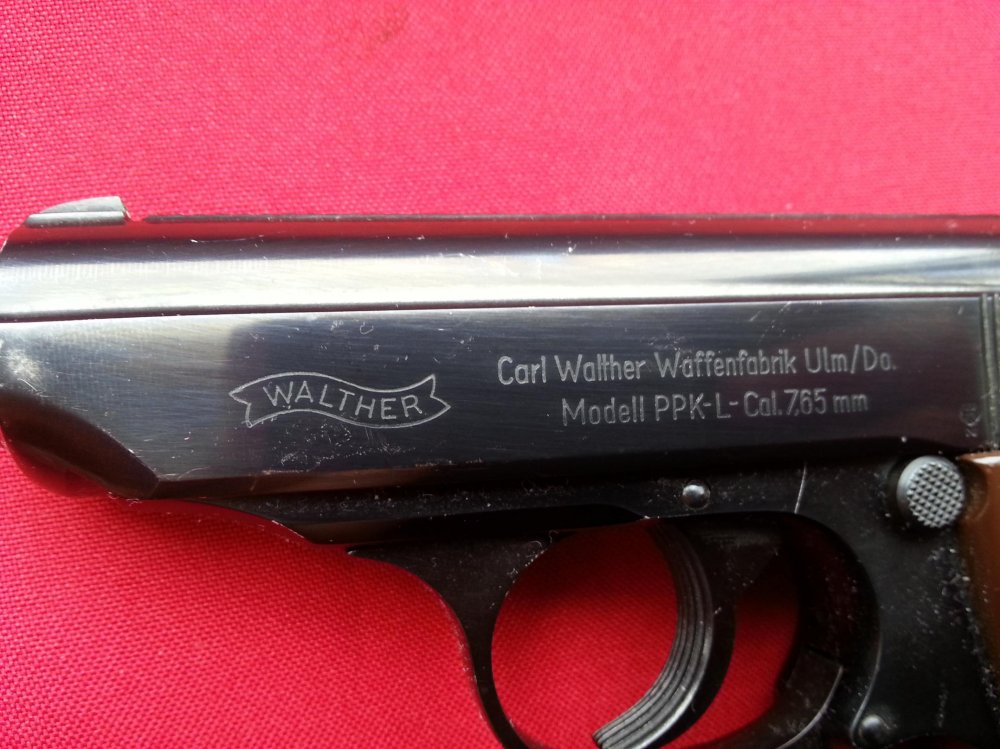 WALTHER
Carl Walther Waffenfabrik Ulm/Do.
Modell PPK-L-Cal. 7,65 mm